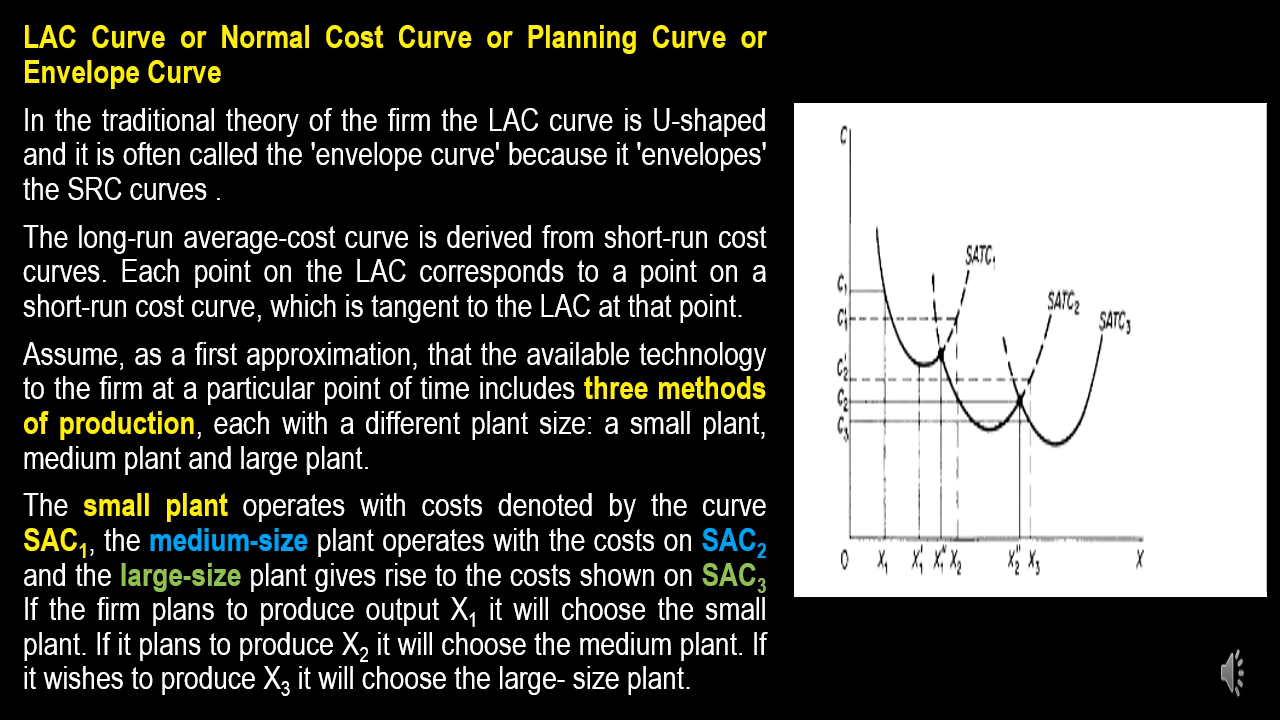 LAC Curve or Normal Cost Curve or Planning Curve or
Envelope Curve
In the traditional theory of the firm the LAC curve is U-shaped
and it is often called the 'envelope curve' because it 'envelopes'
the SRC curves .
The long-run average-cost curve is derived from short-run cost
curves. Each point on the LAC corresponds to a point on a
short-run cost curve, which is tangent to the LAC at that point.
Assume, as a first approximation, that the available technology
to the firm at a particular point of time includes three methods
of production, each with a different plant size: a small plant,
medium plant and large plant.
The small plant operates with costs denoted by the curve
SAC₁, the medium-size plant operates with the costs on SAC₂
and the large-size plant gives rise to the costs shown on SAC₃
If the firm plans to produce output X₁ it will choose the small
plant. If it plans to produce X₂ it will choose the medium plant. If
it wishes to produce X₃ it will choose the large- size plant.
C
SATC₁
C₁
SATC₂
C₁'
SATC₃
C₂'
C₂
C₃
0 X₁ X₁' X₁'' X₂ X₂'' X₃ X